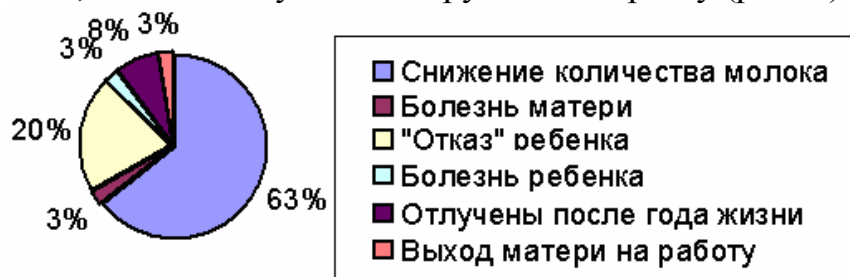 8% 3%
3%
20%
63%
3%
Снижение количества молока
Болезнь матери
"Отказ" ребенка
Болезнь ребенка
Отлучены после года жизни
Выход матери на работу